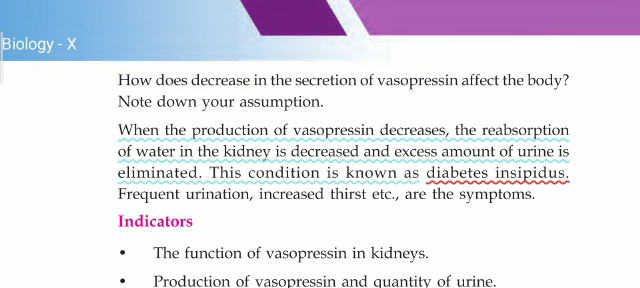 Biology - X
How does decrease in the secretion of vasopressin affect the body?
Note down your assumption.
When the production of vasopressin decreases, the reabsorption
of water in the kidney is decreased and excess amount of urine is
eliminated. This condition is known as diabetes insipidus.
Frequent urination, increased thirst etc., are the symptoms.
Indicators
• The function of vasopressin in kidneys.
• Production of vasopressin and quantity of urine.